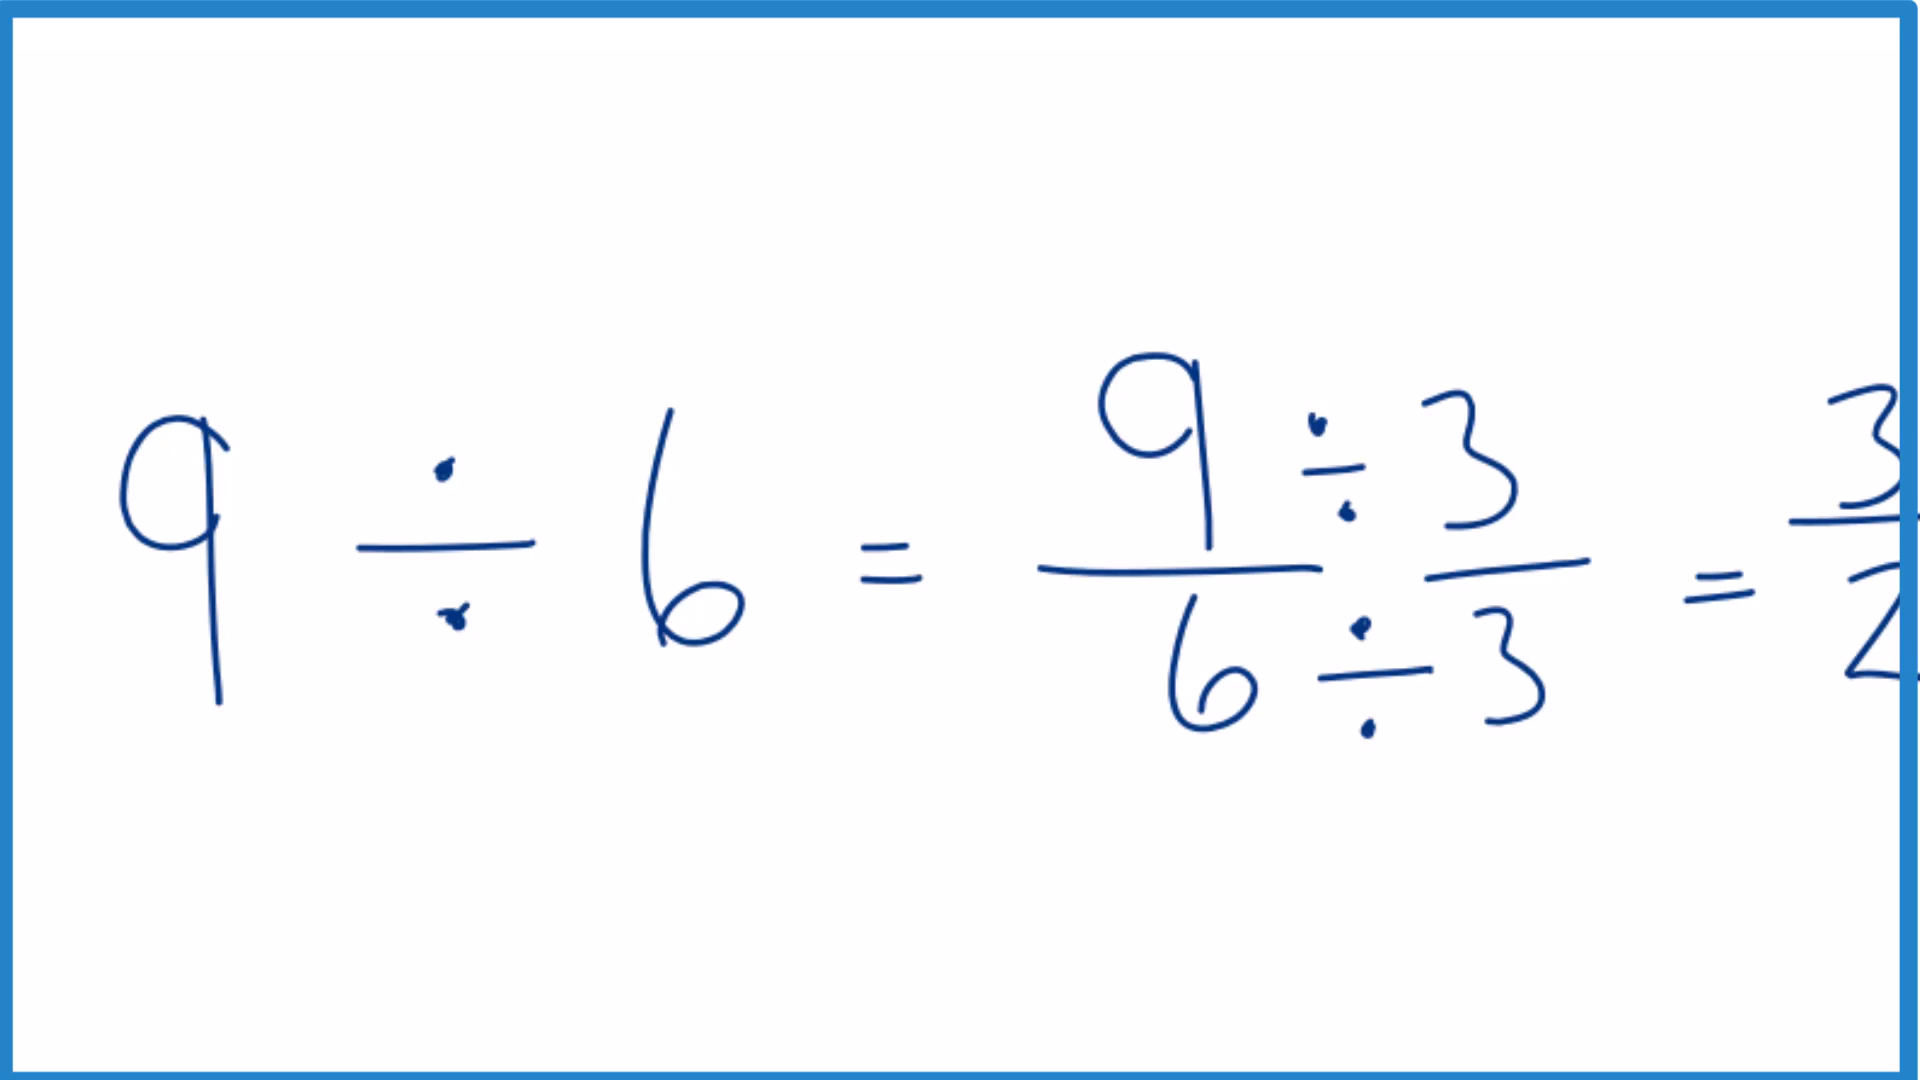 9 ÷ 6 = 9 ÷ 3 / 6 ÷ 3 = 3 / 2